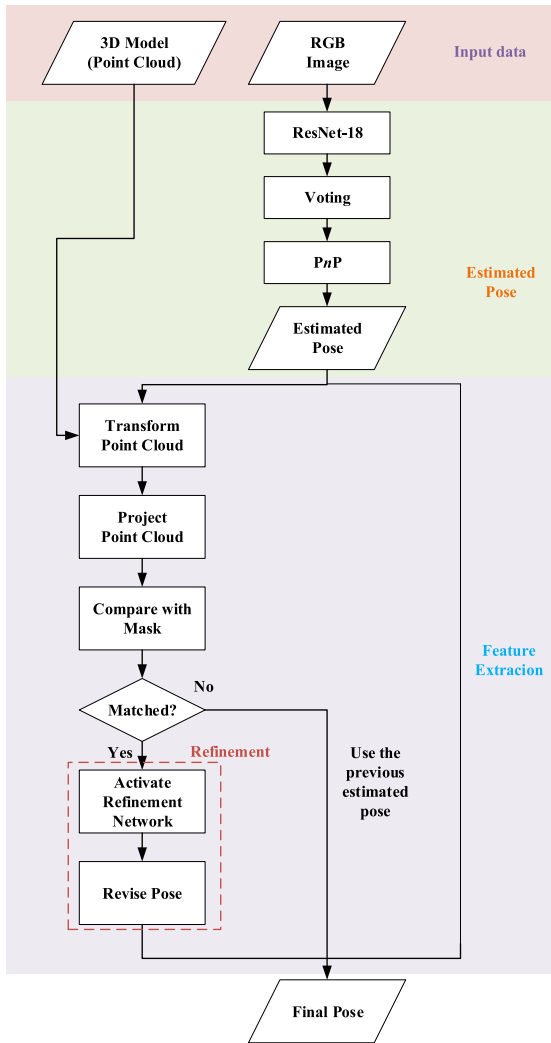 3D Model
(Point Cloud)
RGB
Image
Input data
ResNet-18
Voting
PnP
Estimated
Pose
Estimated
Pose
Transform
Point Cloud
Project
Point Cloud
Compare with
Mask
Feature
Extracion
Matched?
No
Yes
Refinement
Activate
Refinement
Network
Use the
previous
estimated
pose
Revise Pose
Final Pose